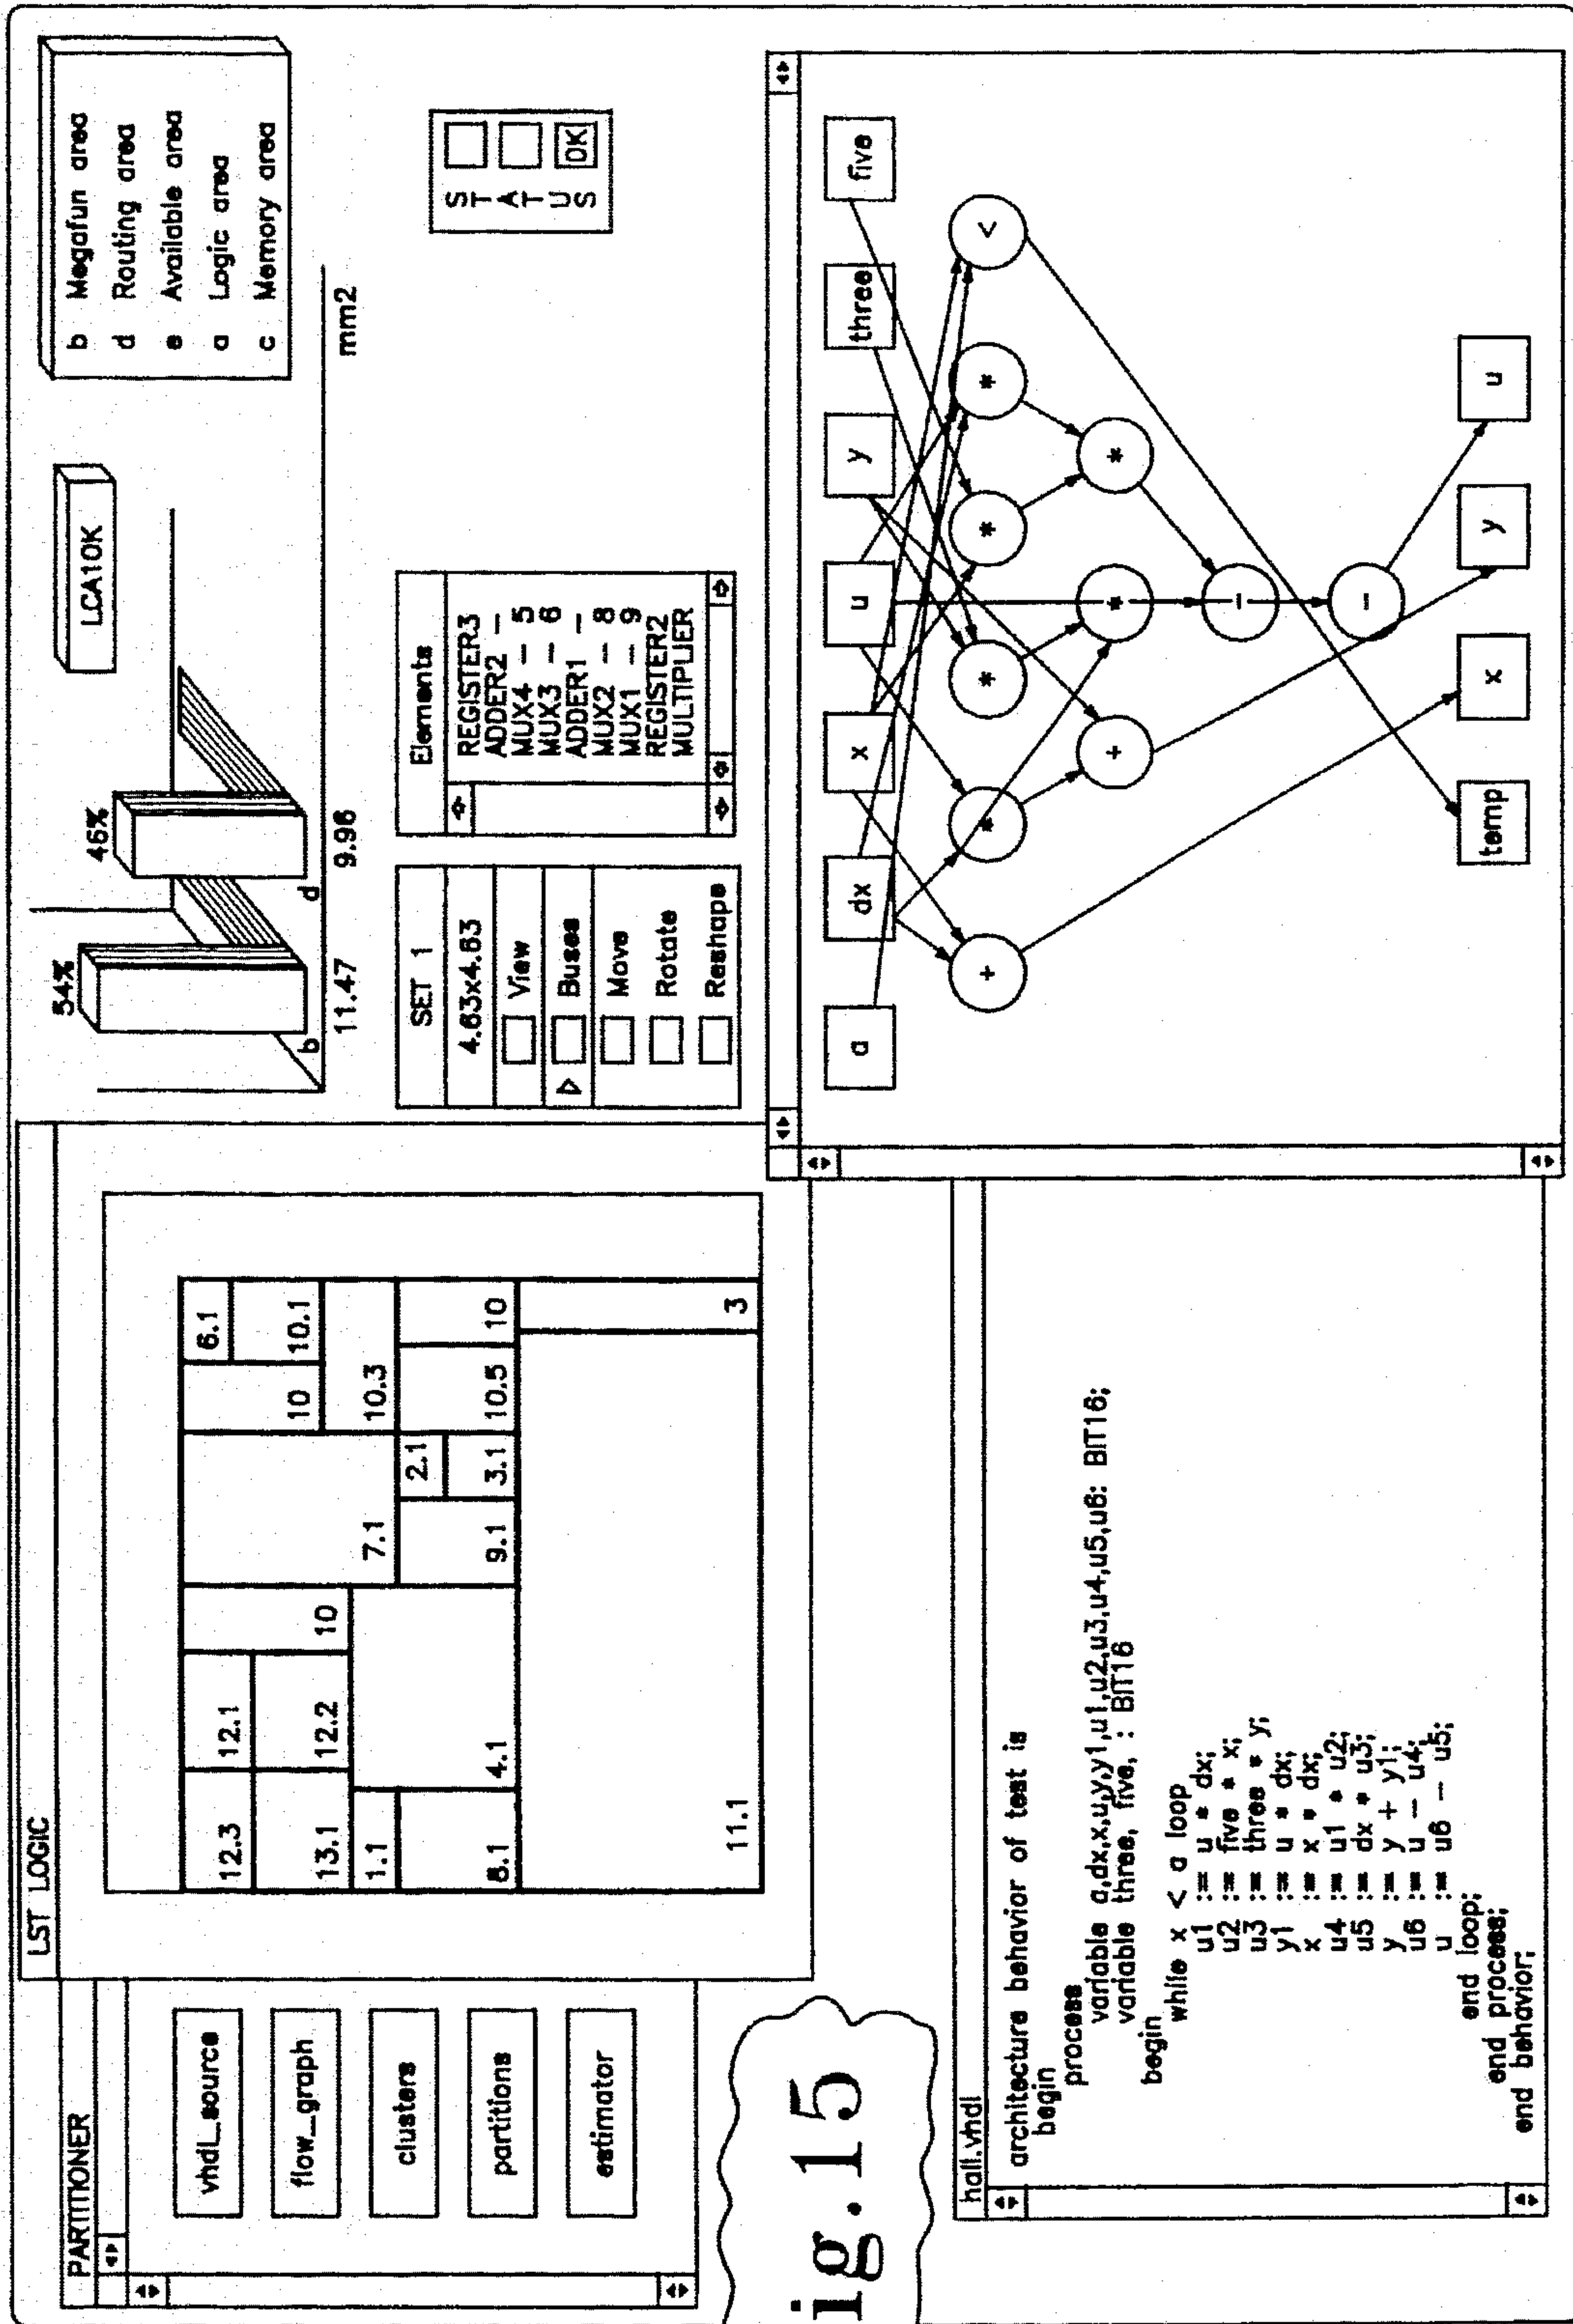 PARTITIONER
vhdl_source
flow_graph
clusters
partitions
estimator
LST LOGIC
12.3
12.1
10
7.1
10
6.1
10.1
13.1
12.2
10.3
1.1
4.1
8.1
9.1
2.1
3.1
10.5
10
11.1
3
54%
46%
LCA10K
b
d
11.47
9.96
mm2
b Megafun area
d Routing area
e Available area
a Logic area
c Memory area
SET 1
4.63x4.63
View
Buses
Move
Rotate
Reshape
Elements
REGISTER3
ADDER2 -
MUX4 - 5
MUX3 - 6
ADDER1 -
MUX2 - 8
MUX1 - 9
REGISTER2
MULTIPLIER
STATUS
OK
ig.15
hall.vhdl
architecture behavior of test is
begin
process
variable a,dx,x,u,y,y1,u1,u2,u3,u4,u5,u6: BIT16;
variable three, five, : BIT16
begin
while x < a loop
u1 := u * dx;
u2 := five * x;
u3 := three * y;
y1 := u * dx;
x := x * dx;
u4 := u1 * u2;
u5 := dx * u3;
y := y + y1;
u6 := u - u4;
u := u6 - u5;
end loop;
end process;
end behavior;
a
dx
x
u
y
three
five
+
*
*
*
*
<
+
*
*
-
-
temp
x
y
u